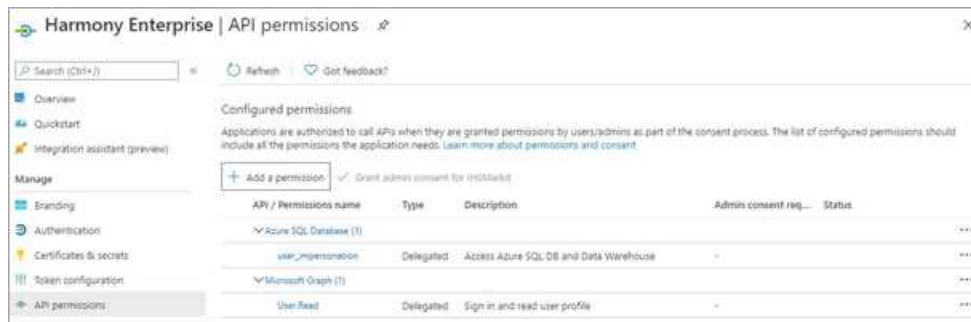 Harmony Enterprise | API permissions
Search (Ctrl+/)
Refresh
Got feedback?
Overview
Quickstart
Integration assistant (preview)
Manage
Branding
Authentication
Certificates & secrets
Token configuration
API permissions
Configured permissions
Applications are authorized to call APIs when they are granted permissions by users/admins as part of the consent process. The list of configured permissions should
include all the permissions the application needs. Learn more about permissions and consent
Add a permission
Grant admin consent for IHSMarkit
API / Permissions name Type Description Admin consent req... Status
Azure SQL Database (1)
user_impersonation Delegated Access Azure SQL DB and Data Warehouse -
Microsoft Graph (1)
User.Read Delegated Sign in and read user profile -